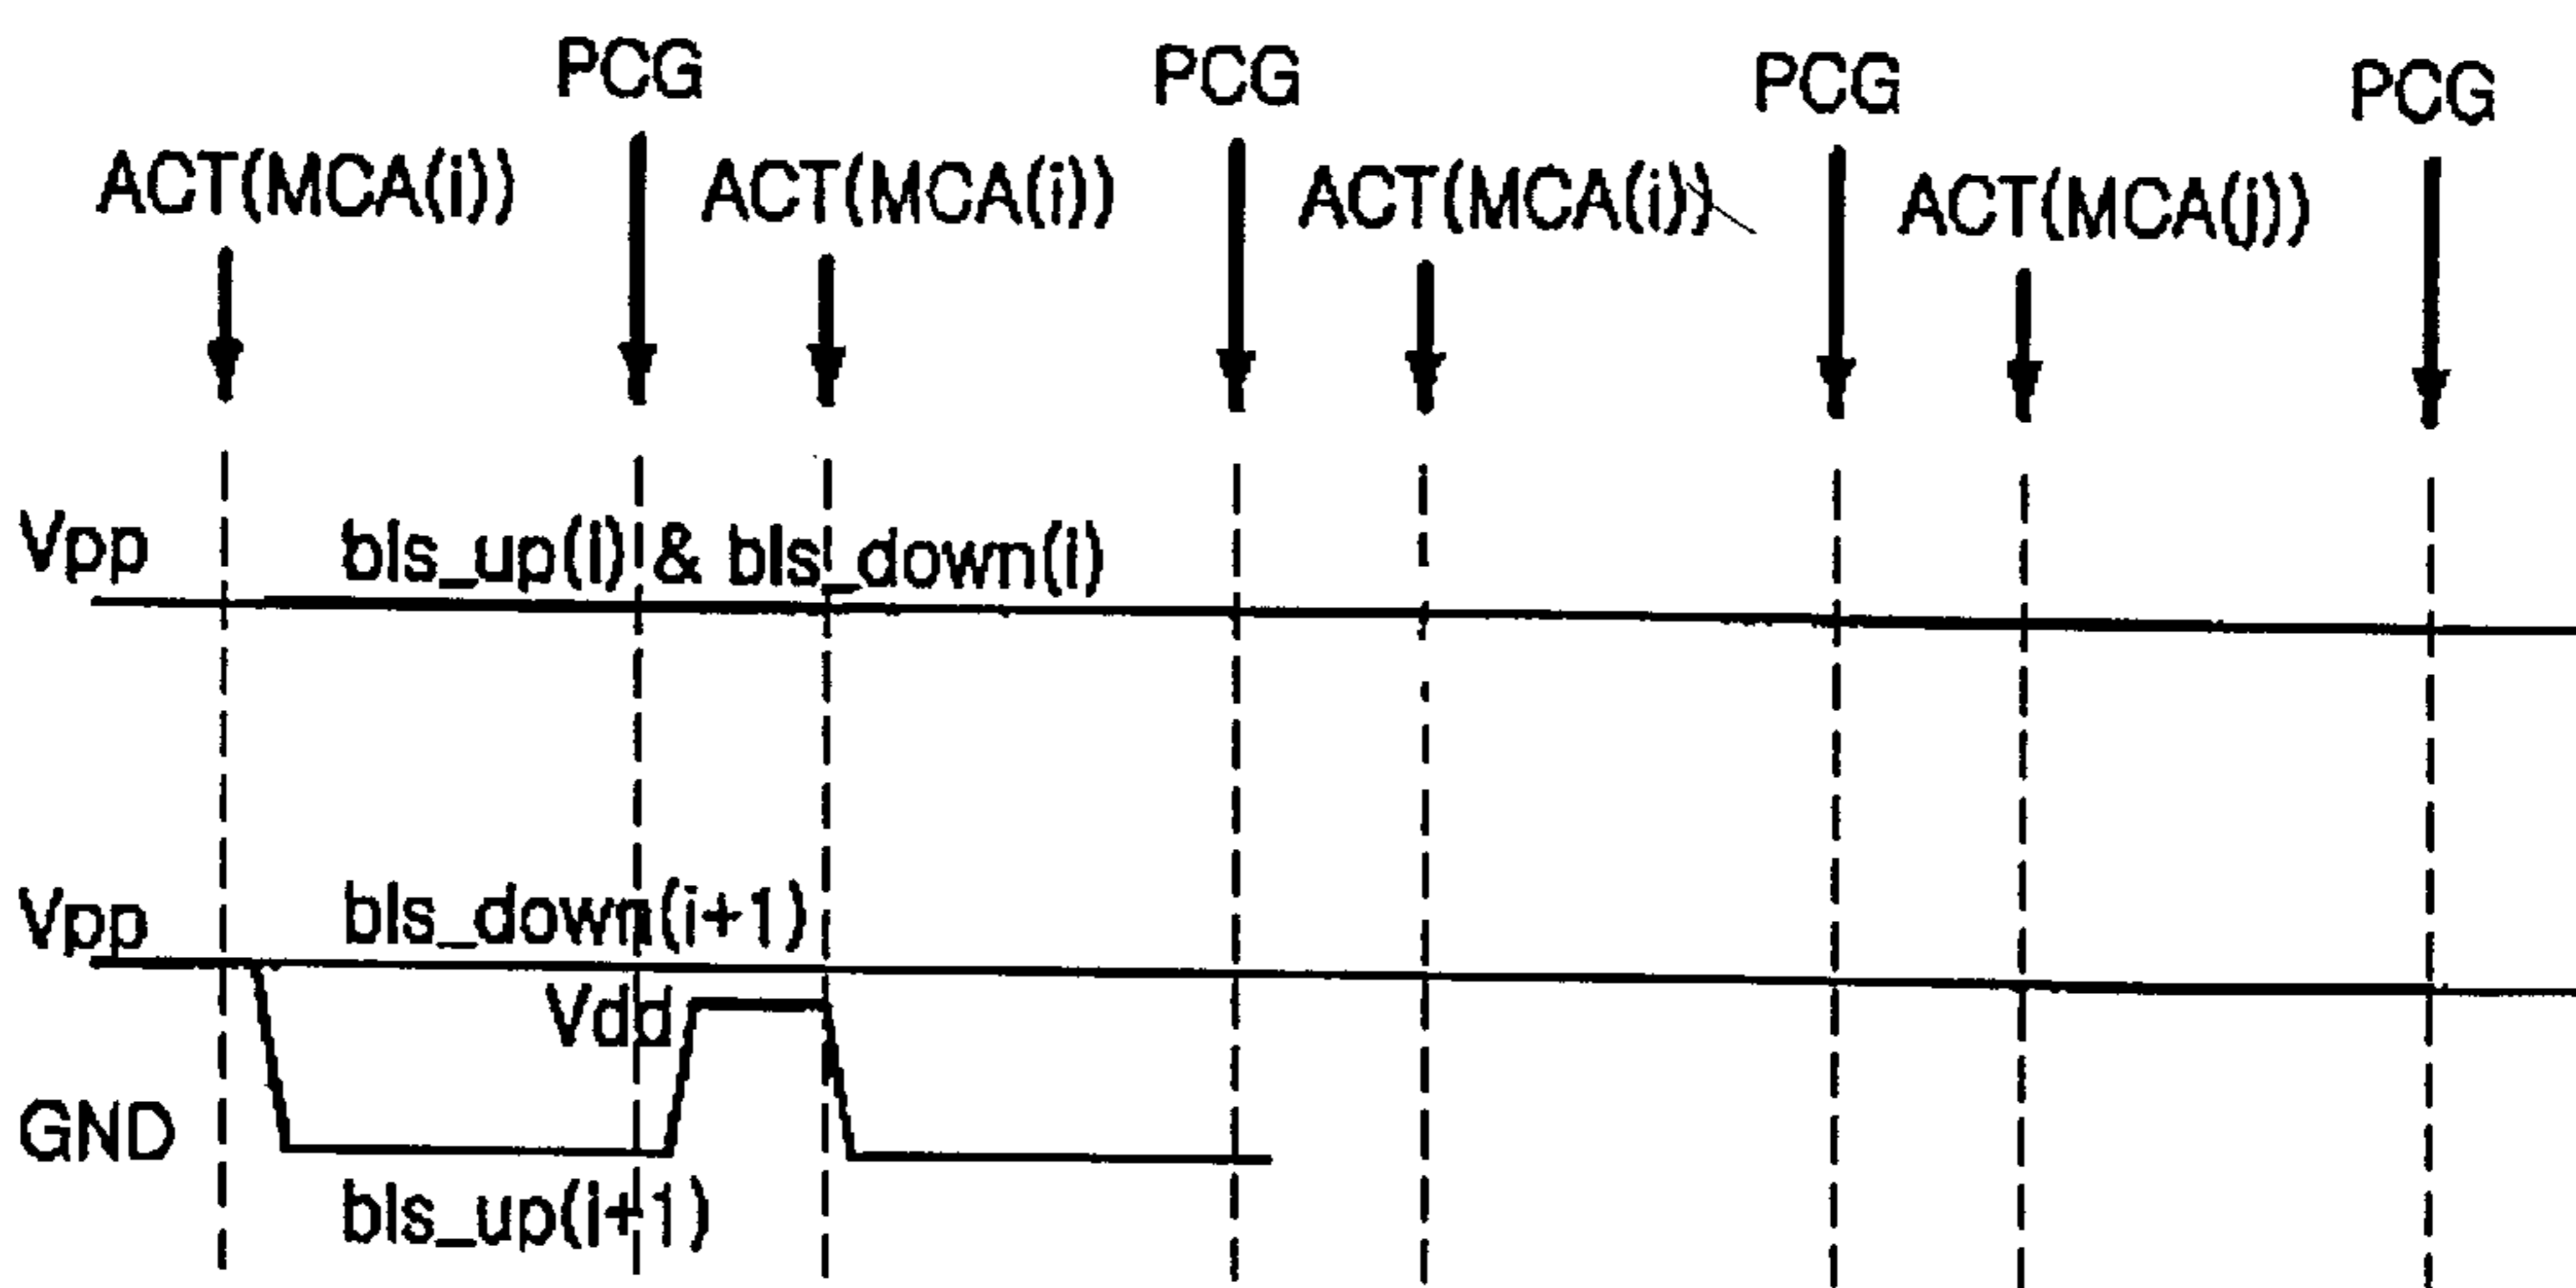 PCG PCG PCG PCG
ACT(MCA(i)) ACT(MCA(i)) ACT(MCA(i)) ACT(MCA(j))
Vpp bls_up(i) & bls_down(i)
Vpp bls_down(i+1)
Vdd
GND
bls_up(i+1)